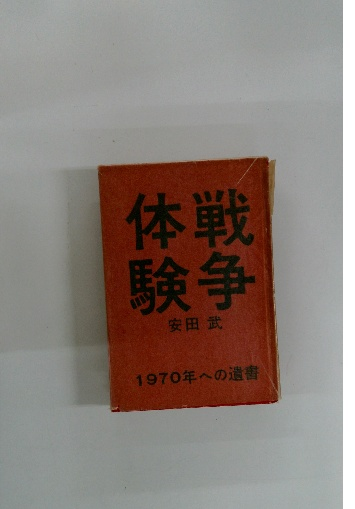 戦争
体験
安田 武
1970年への遺書